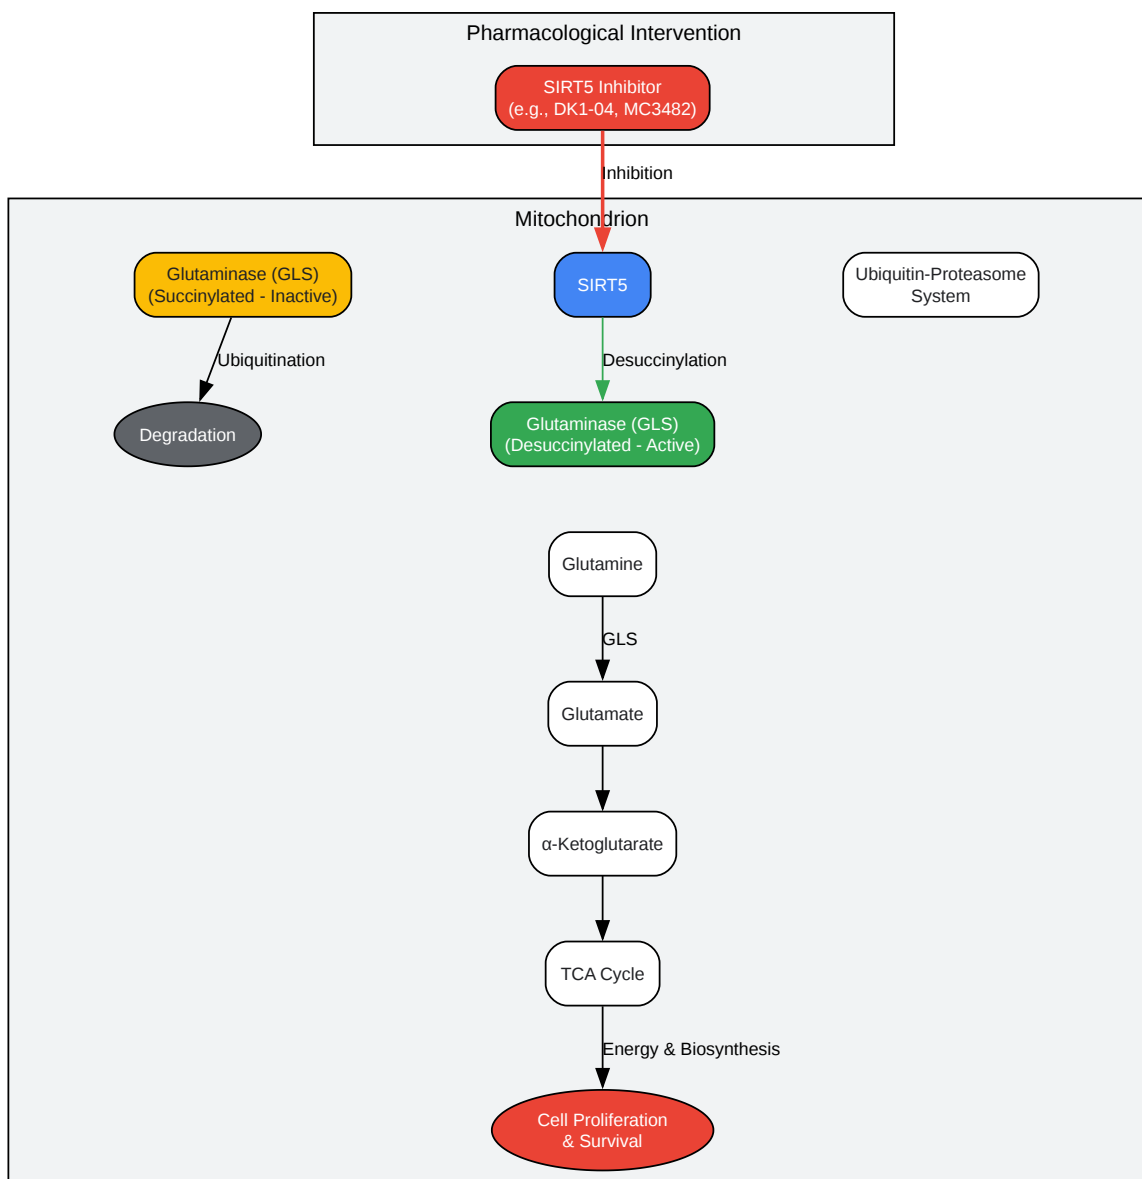 Pharmacological Intervention
SIRT5 Inhibitor
(e.g., DK1-04, MC3482)
Inhibition
Mitochondrion
Glutaminase (GLS)
(Succinylated - Inactive)
SIRT5
Ubiquitin-Proteasome
System
Ubiquitination
Desuccinylation
Degradation
Glutaminase (GLS)
(Desuccinylated - Active)
Glutamine
GLS
Glutamate
α-Ketoglutarate
TCA Cycle
Energy & Biosynthesis
Cell Proliferation
& Survival